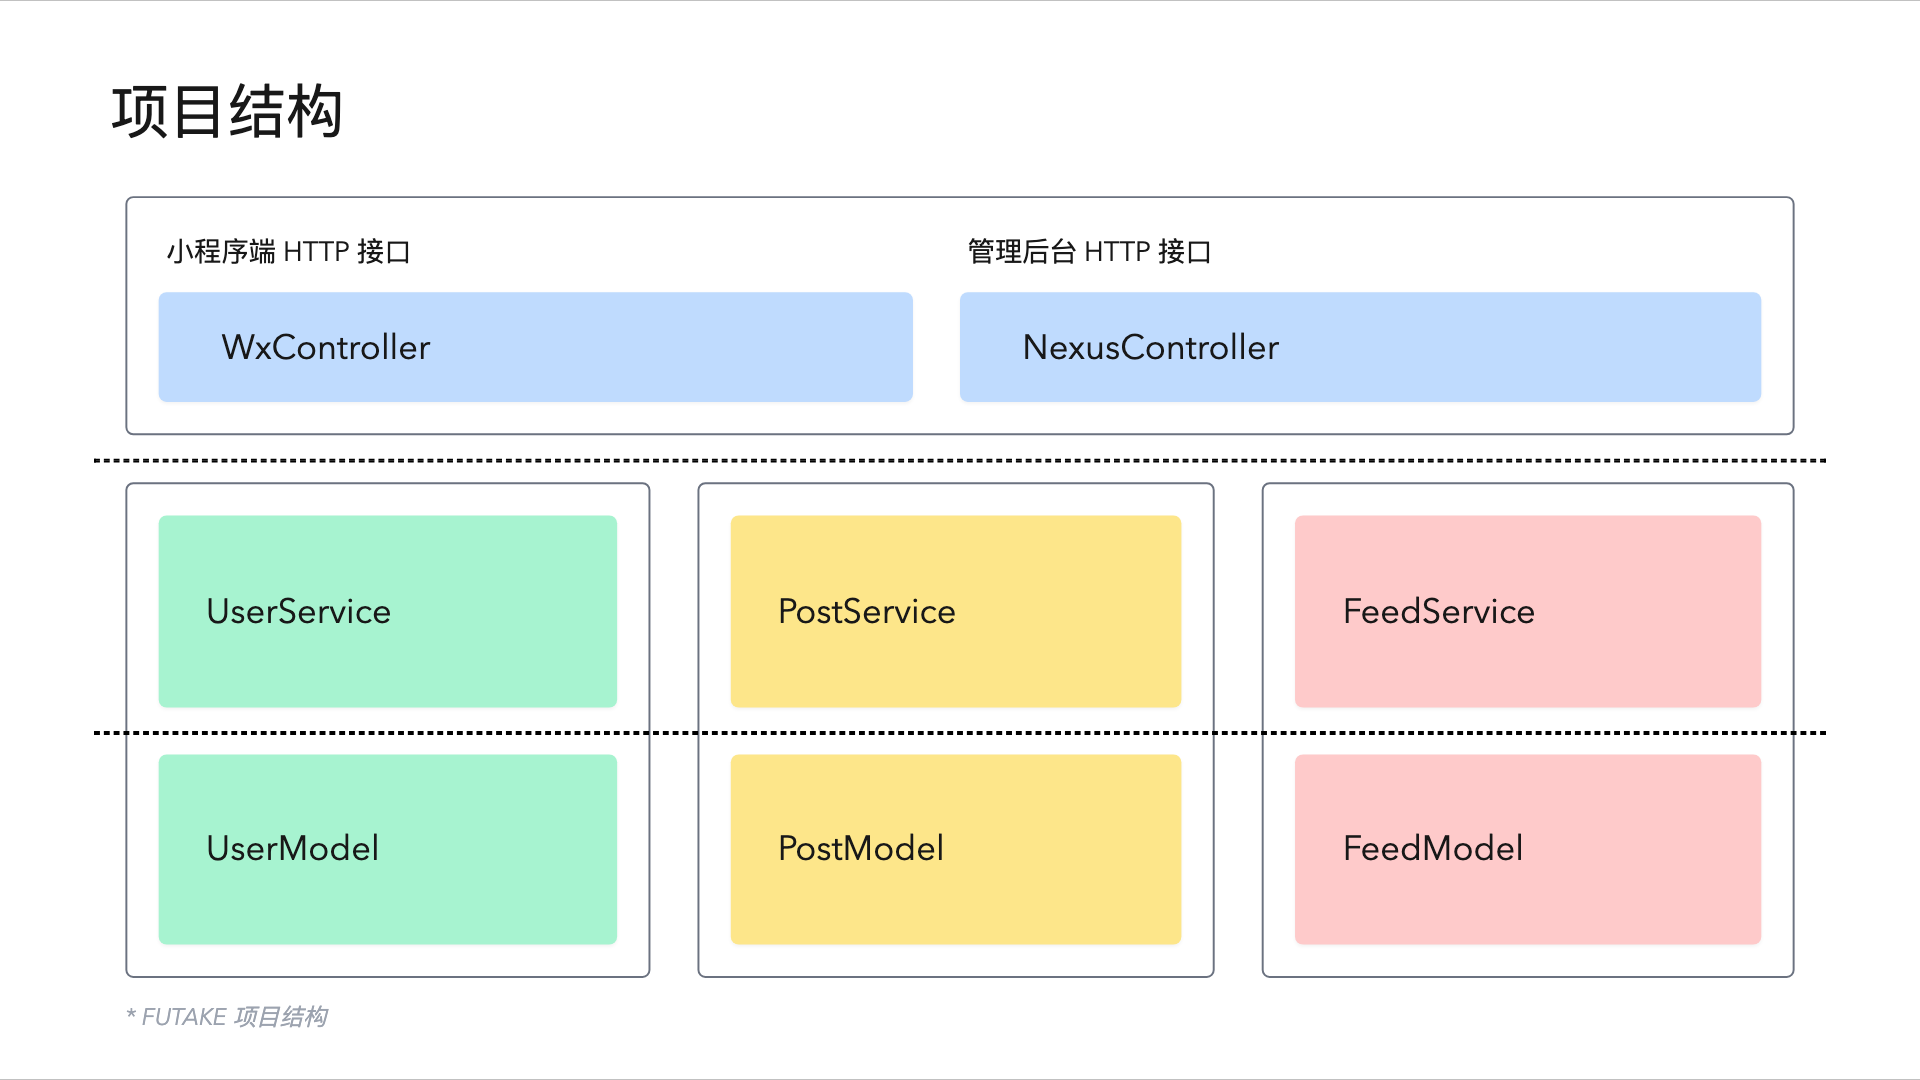 项目结构
小程序端 HTTP 接口
管理后台 HTTP 接口
WxController
NexusController
UserService
PostService
FeedService
UserModel
PostModel
FeedModel
* FUTAKE 项目结构